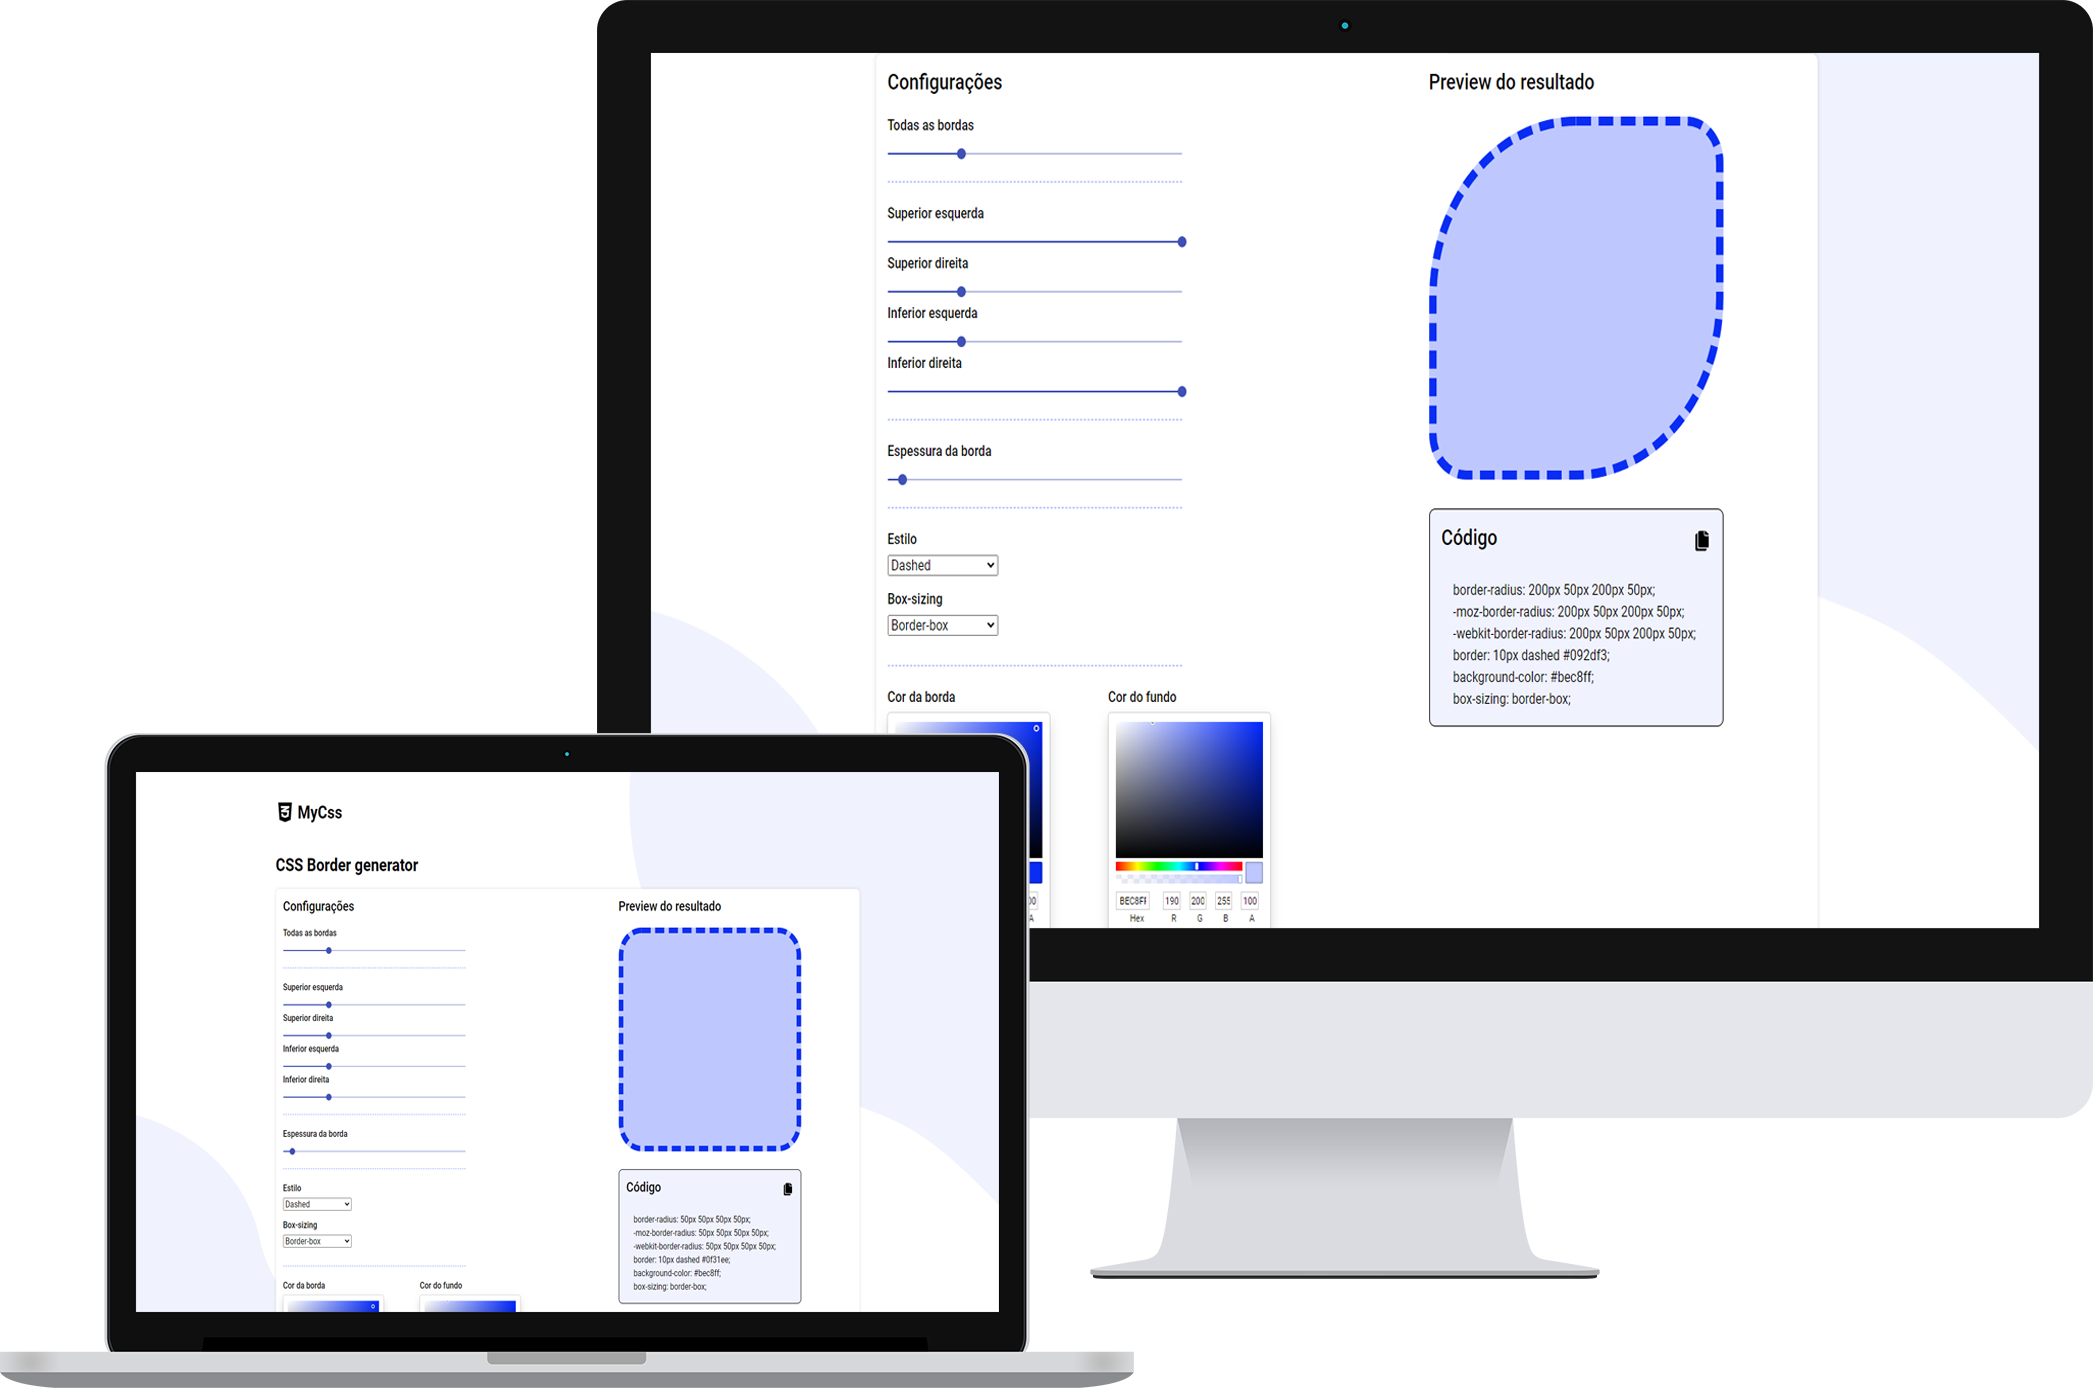 Configurações
Todas as bordas
Superior esquerda
Superior direita
Inferior esquerda
Inferior direita
Espessura da borda
Estilo
Dashed
Box-sizing
Border-box
Cor da borda
Cor do fundo
00
A
BEC8F
190
200
255
100
Hex
R
G
B
A
Preview do resultado
Código
border-radius: 200px 50px 200px 50px;
-moz-border-radius: 200px 50px 200px 50px;
-webkit-border-radius: 200px 50px 200px 50px;
border: 10px dashed #092df3;
background-color: #bec8ff;
box-sizing: border-box;
MyCss
CSS Border generator
Configurações
Todas as bordas
Superior esquerda
Superior direita
Inferior esquerda
Inferior direita
Espessura da borda
Estilo
Dashed
Box-sizing
Border-box
Cor da borda
Cor do fundo
Preview do resultado
Código
border-radius: 50px 50px 50px 50px;
-moz-border-radius: 50px 50px 50px 50px;
-webkit-border-radius: 50px 50px 50px 50px;
border: 10px dashed #0f31ee;
background-color: #bec8ff;
box-sizing: border-box;